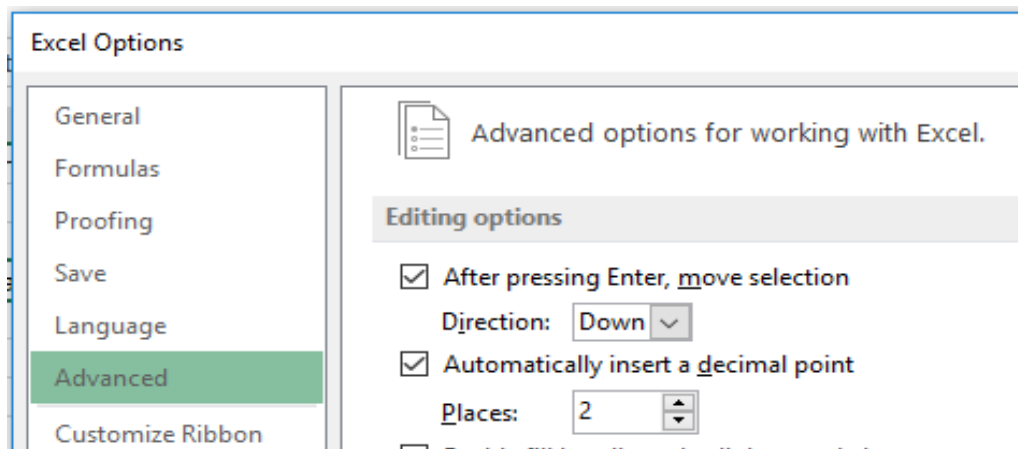 Excel Options
General
Formulas
Proofing
Save
Language
Advanced
Customize Ribbon
Advanced options for working with Excel.
Editing options
After pressing Enter, move selection
Direction: Down
Automatically insert a decimal point
Places: 2